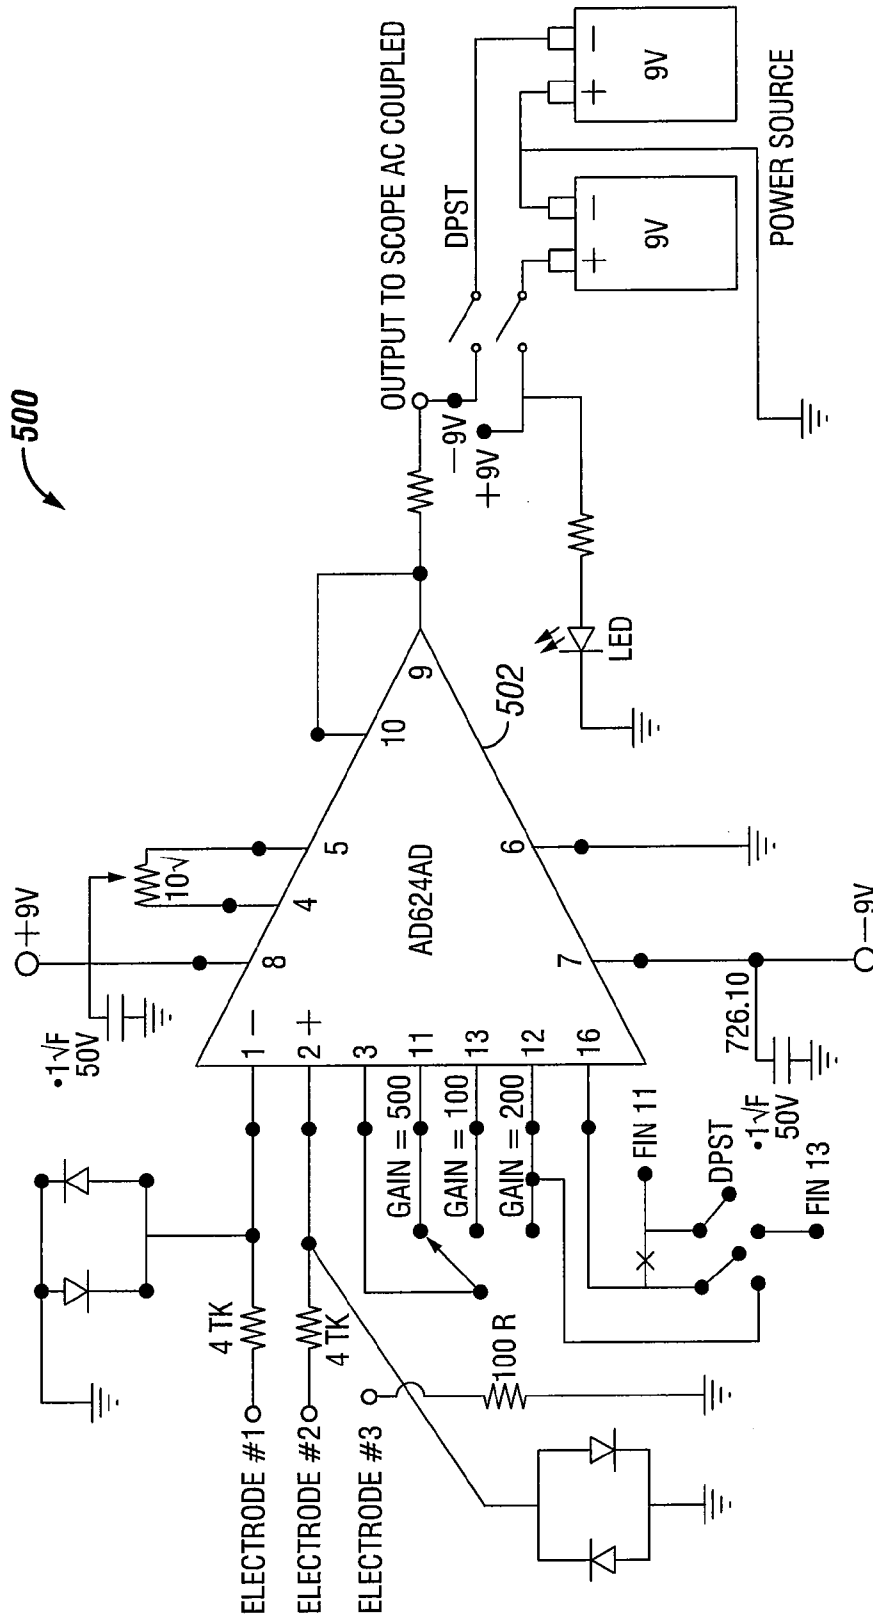 500
OUTPUT TO SCOPE AC COUPLED
DPST
−9V
+9V
9V
9V
− + − +
POWER SOURCE
LED
502
AD624AD
+9V
•1√F
50V
10√
8
4
5
10
9
6
7
1 −
2 +
3
11
13
12
16
GAIN = 500
GAIN = 100
GAIN = 200
4 TK
4 TK
ELECTRODE #1
ELECTRODE #2
ELECTRODE #3
100 R
FIN 11
DPST
FIN 13
726.10
•1√F
50V
−9V